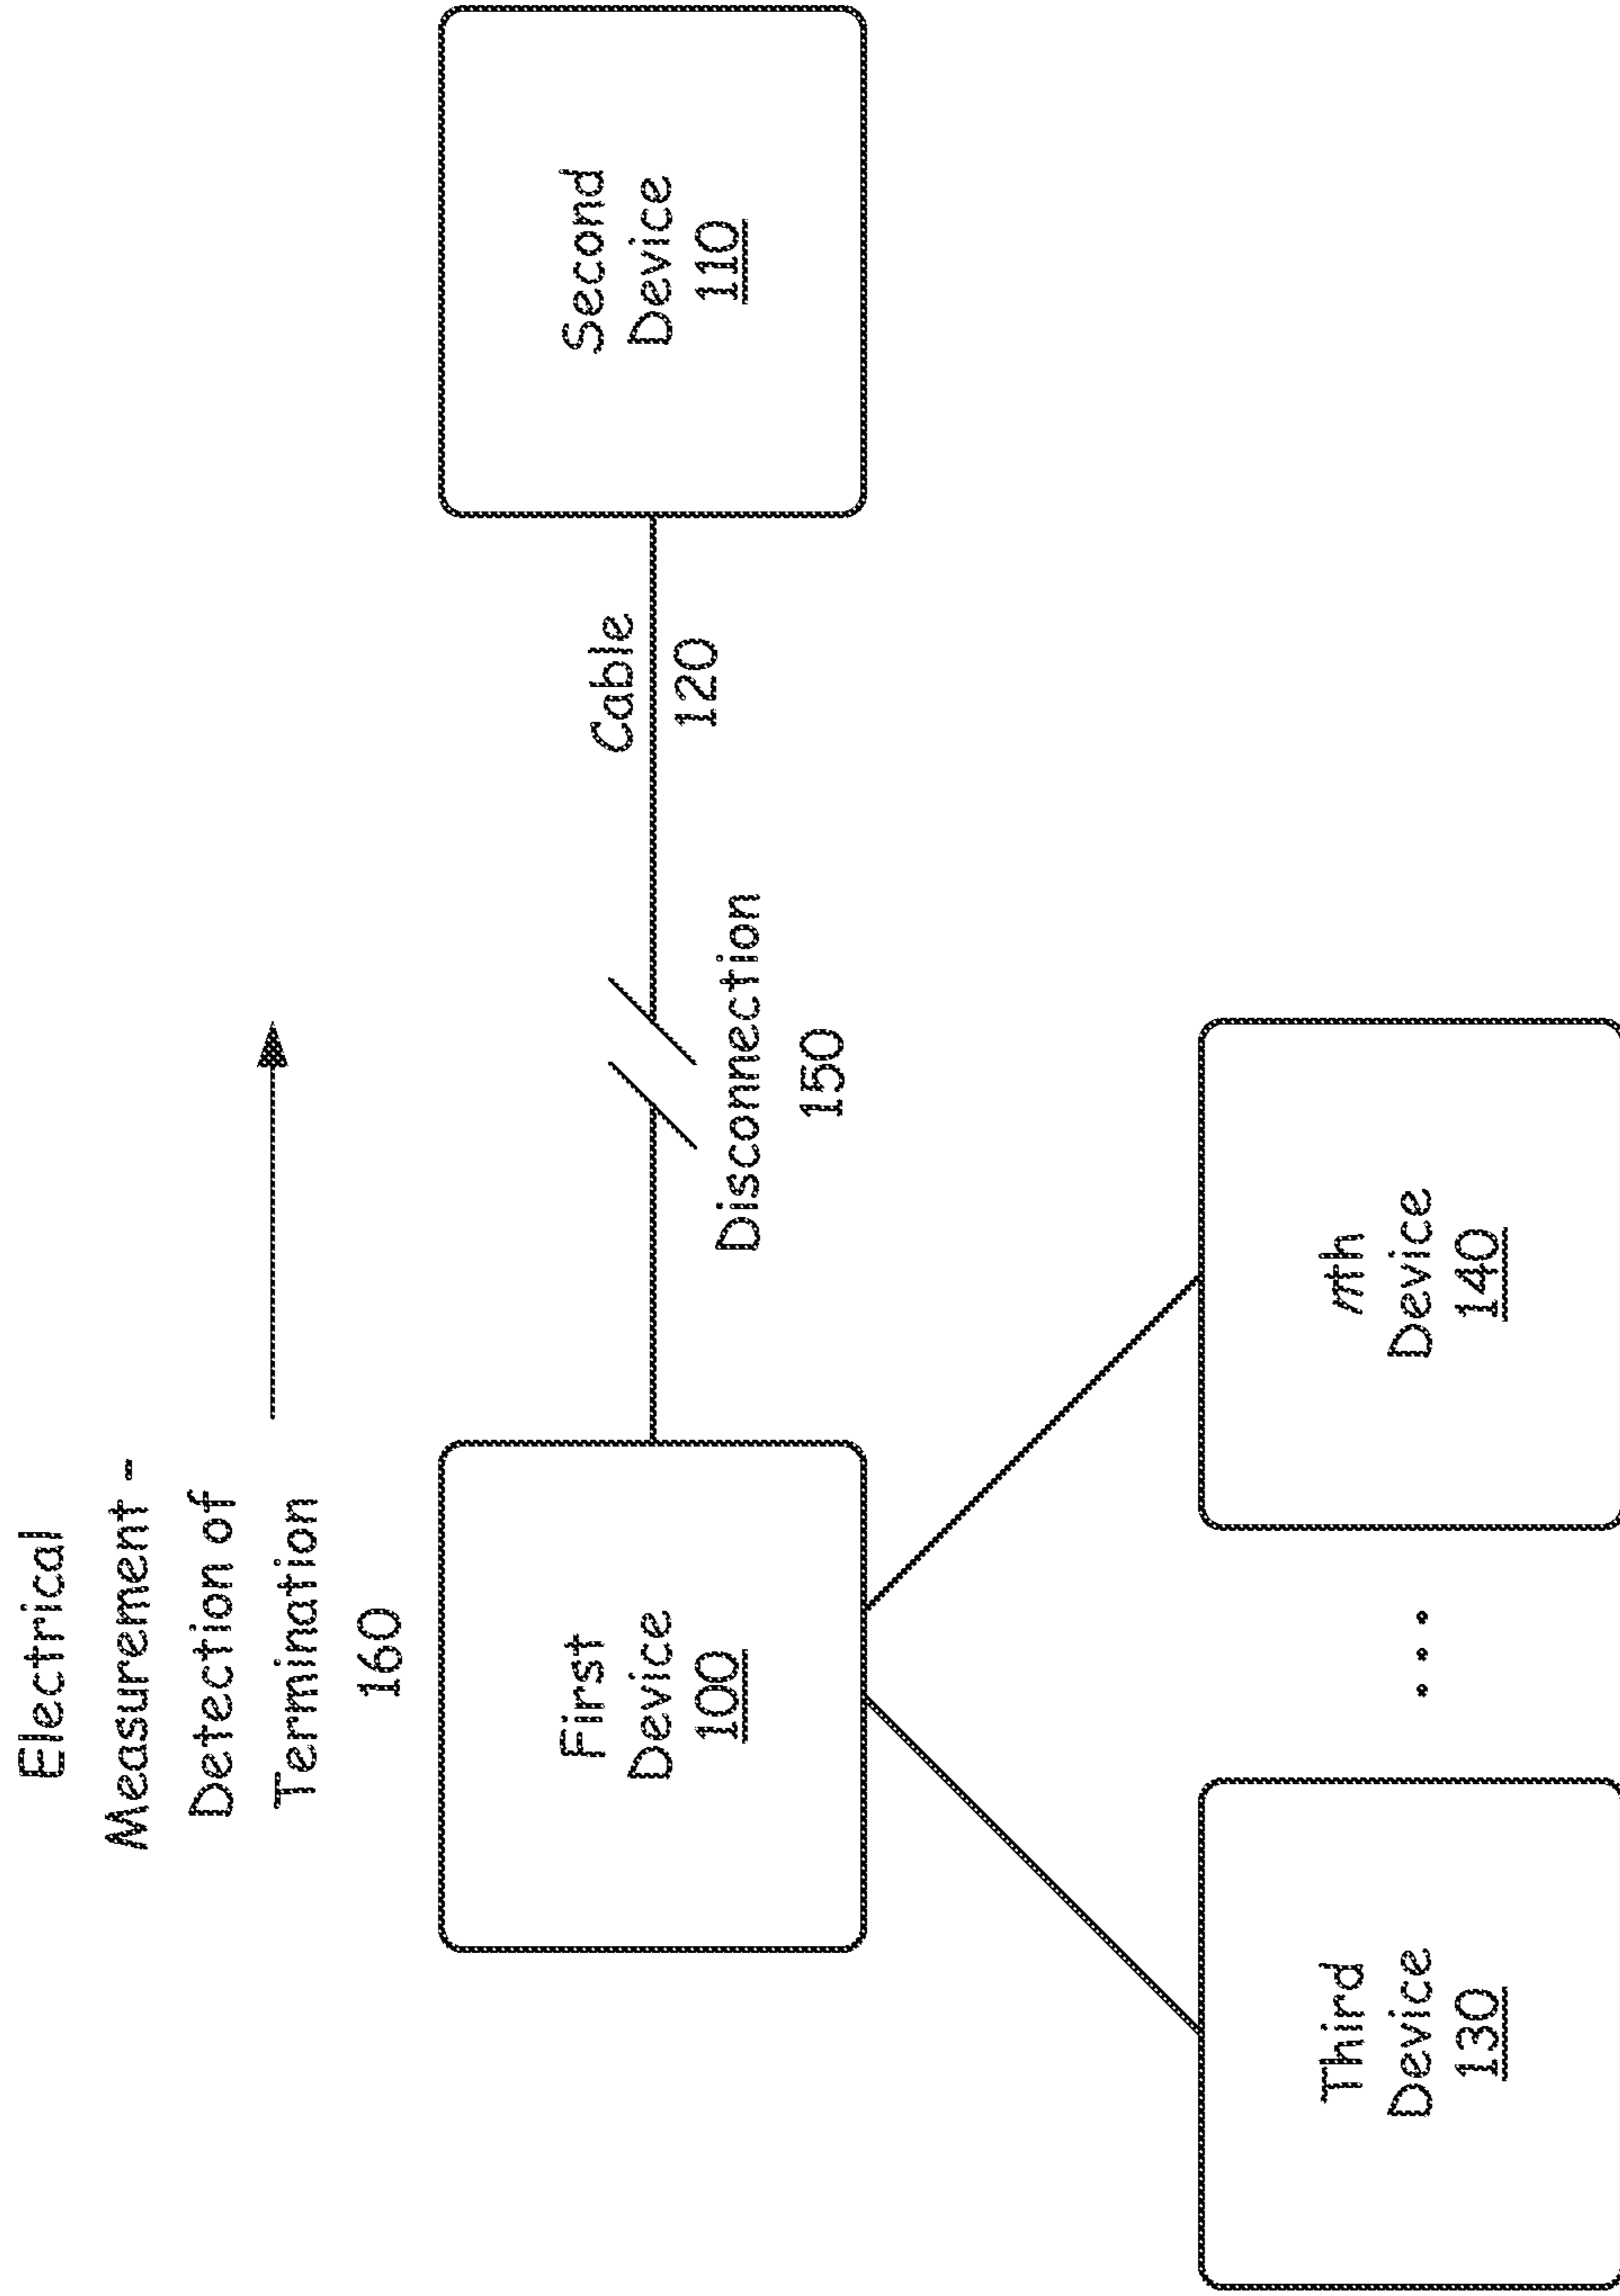 Electrical
Measurement -
Detection of
Termination
160
First
Device
100
Disconnection
150
Cable
120
Second
Device
110
Third
Device
130
. . .
mth
Device
140